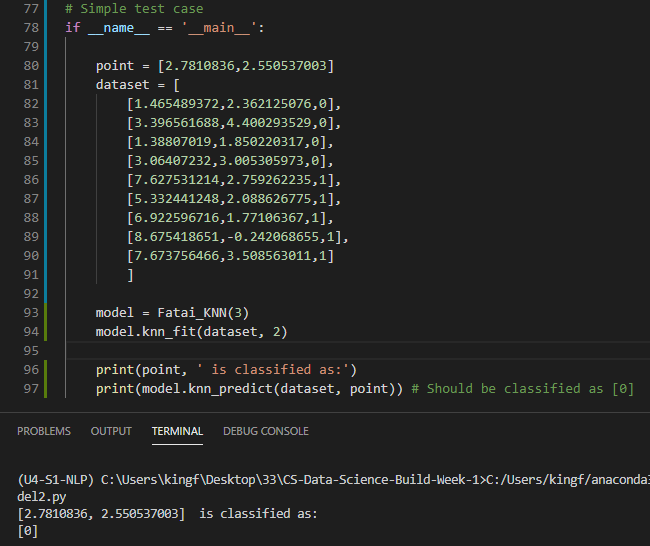 77 # Simple test case
78 if __name__ == '__main__':
79
80 point = [2.7810836,2.550537003]
81 dataset = [
82 [1.465489372,2.362125076,0],
83 [3.396561688,4.400293529,0],
84 [1.38807019,1.850220317,0],
85 [3.06407232,3.005305973,0],
86 [7.627531214,2.759262235,1],
87 [5.332441248,2.088626775,1],
88 [6.922596716,1.77106367,1],
89 [8.675418651,-0.242068655,1],
90 [7.673756466,3.508563011,1]
91 ]
92
93 model = Fatai_KNN(3)
94 model.knn_fit(dataset, 2)
95
96 print(point, ' is classified as:')
97 print(model.knn_predict(dataset, point)) # Should be classified as [0]
PROBLEMS OUTPUT TERMINAL DEBUG CONSOLE
(U4-S1-NLP) C:\Users\kingf\Desktop\33\CS-Data-Science-Build-Week-1>C:/Users/kingf/anaconda3
del2.py
[2.7810836, 2.550537003]  is classified as:
[0]